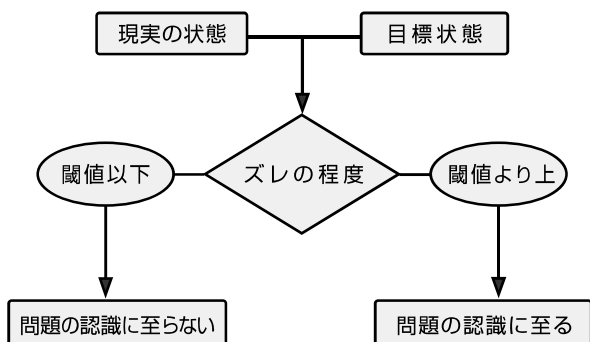 現実の状態
目標状態
閾値以下
ズレの程度
閾値より上
問題の認識に至らない
問題の認識に至る